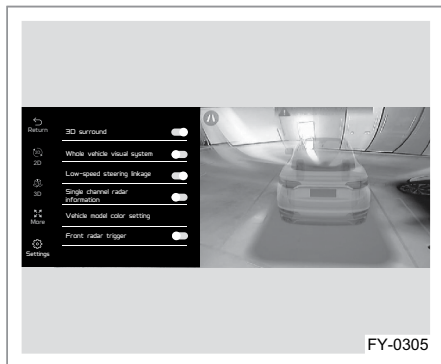 Return
2D
3D
More
Settings
3D surround
Whole vehicle visual system
Low-speed steering linkage
Single channel radar
information
Vehicle model color setting
Front radar trigger
FY-0305